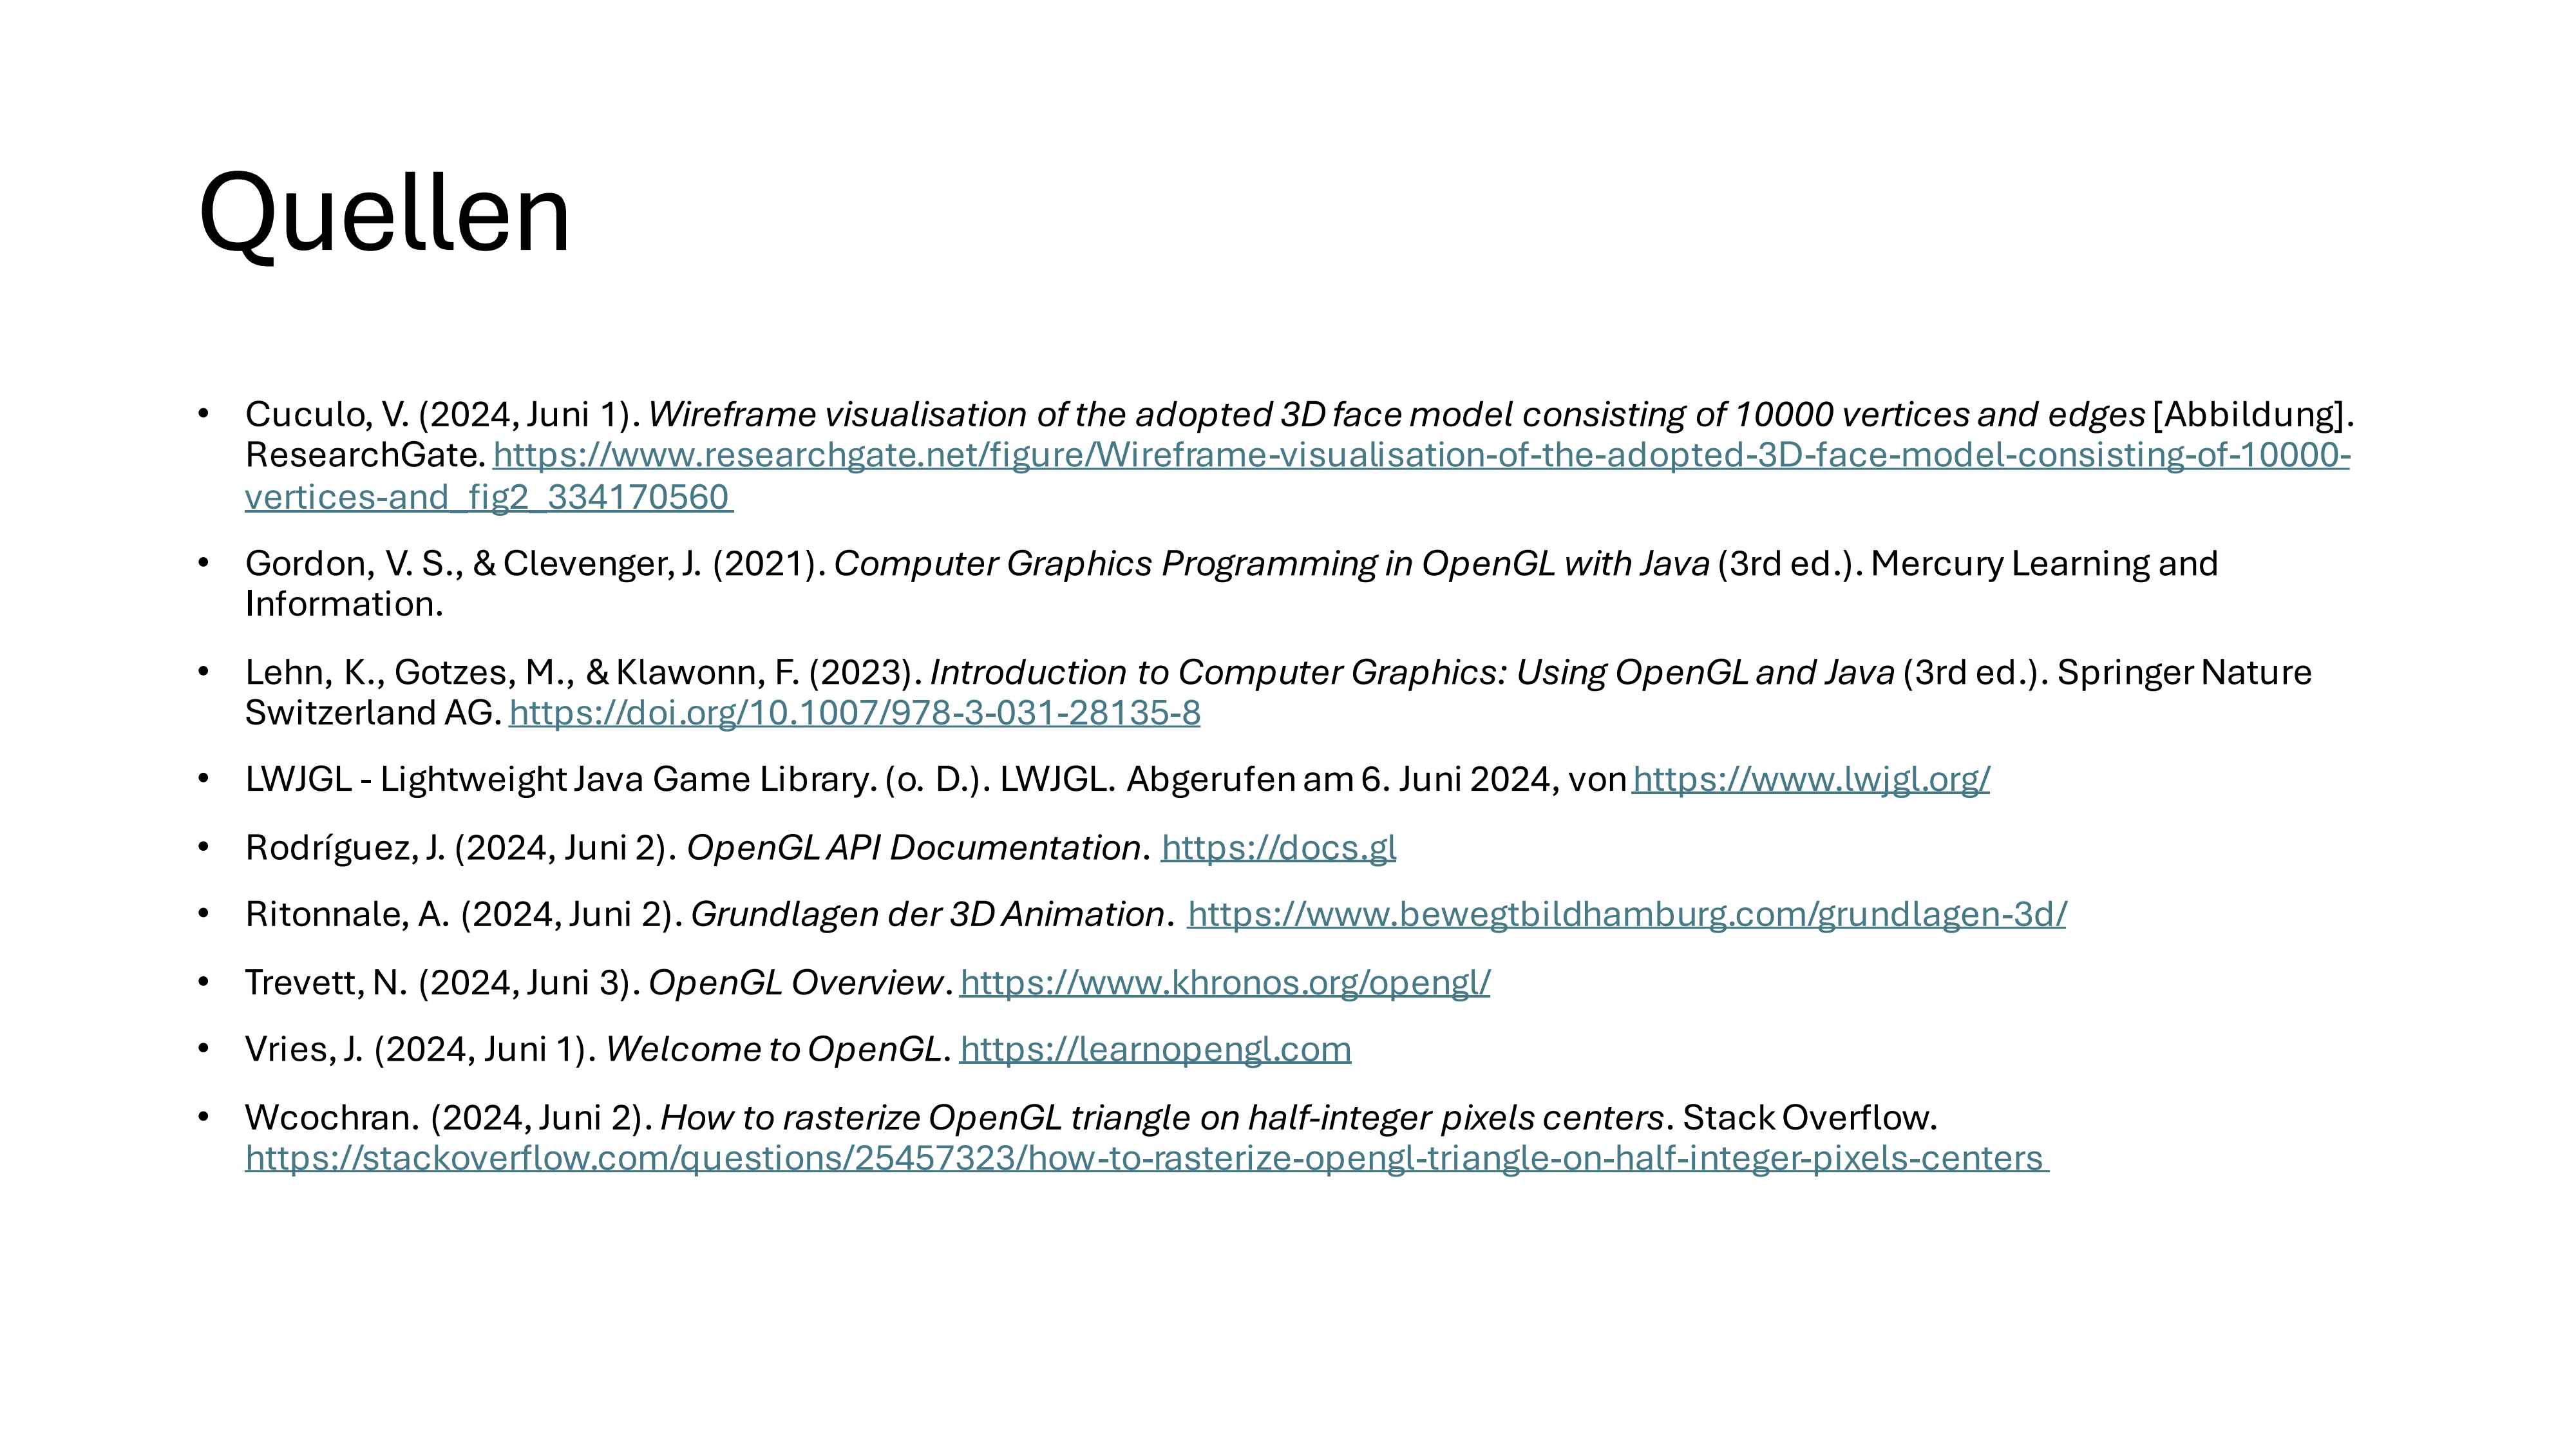 Quellen
• Cuculo, V. (2024, Juni 1). Wireframe visualisation of the adopted 3D face model consisting of 10000 vertices and edges [Abbildung].
ResearchGate. https://www.researchgate.net/figure/Wireframe-visualisation-of-the-adopted-3D-face-model-consisting-of-10000-
vertices-and_fig2_334170560
• Gordon, V. S., & Clevenger, J. (2021). Computer Graphics Programming in OpenGL with Java (3rd ed.). Mercury Learning and
Information.
• Lehn, K., Gotzes, M., & Klawonn, F. (2023). Introduction to Computer Graphics: Using OpenGL and Java (3rd ed.). Springer Nature
Switzerland AG. https://doi.org/10.1007/978-3-031-28135-8
• LWJGL - Lightweight Java Game Library. (o. D.). LWJGL. Abgerufen am 6. Juni 2024, von https://www.lwjgl.org/
• Rodríguez, J. (2024, Juni 2). OpenGL API Documentation. https://docs.gl
• Ritonnale, A. (2024, Juni 2). Grundlagen der 3D Animation. https://www.bewegtbildhamburg.com/grundlagen-3d/
• Trevett, N. (2024, Juni 3). OpenGL Overview. https://www.khronos.org/opengl/
• Vries, J. (2024, Juni 1). Welcome to OpenGL. https://learnopengl.com
• Wcochran. (2024, Juni 2). How to rasterize OpenGL triangle on half-integer pixels centers. Stack Overflow.
https://stackoverflow.com/questions/25457323/how-to-rasterize-opengl-triangle-on-half-integer-pixels-centers